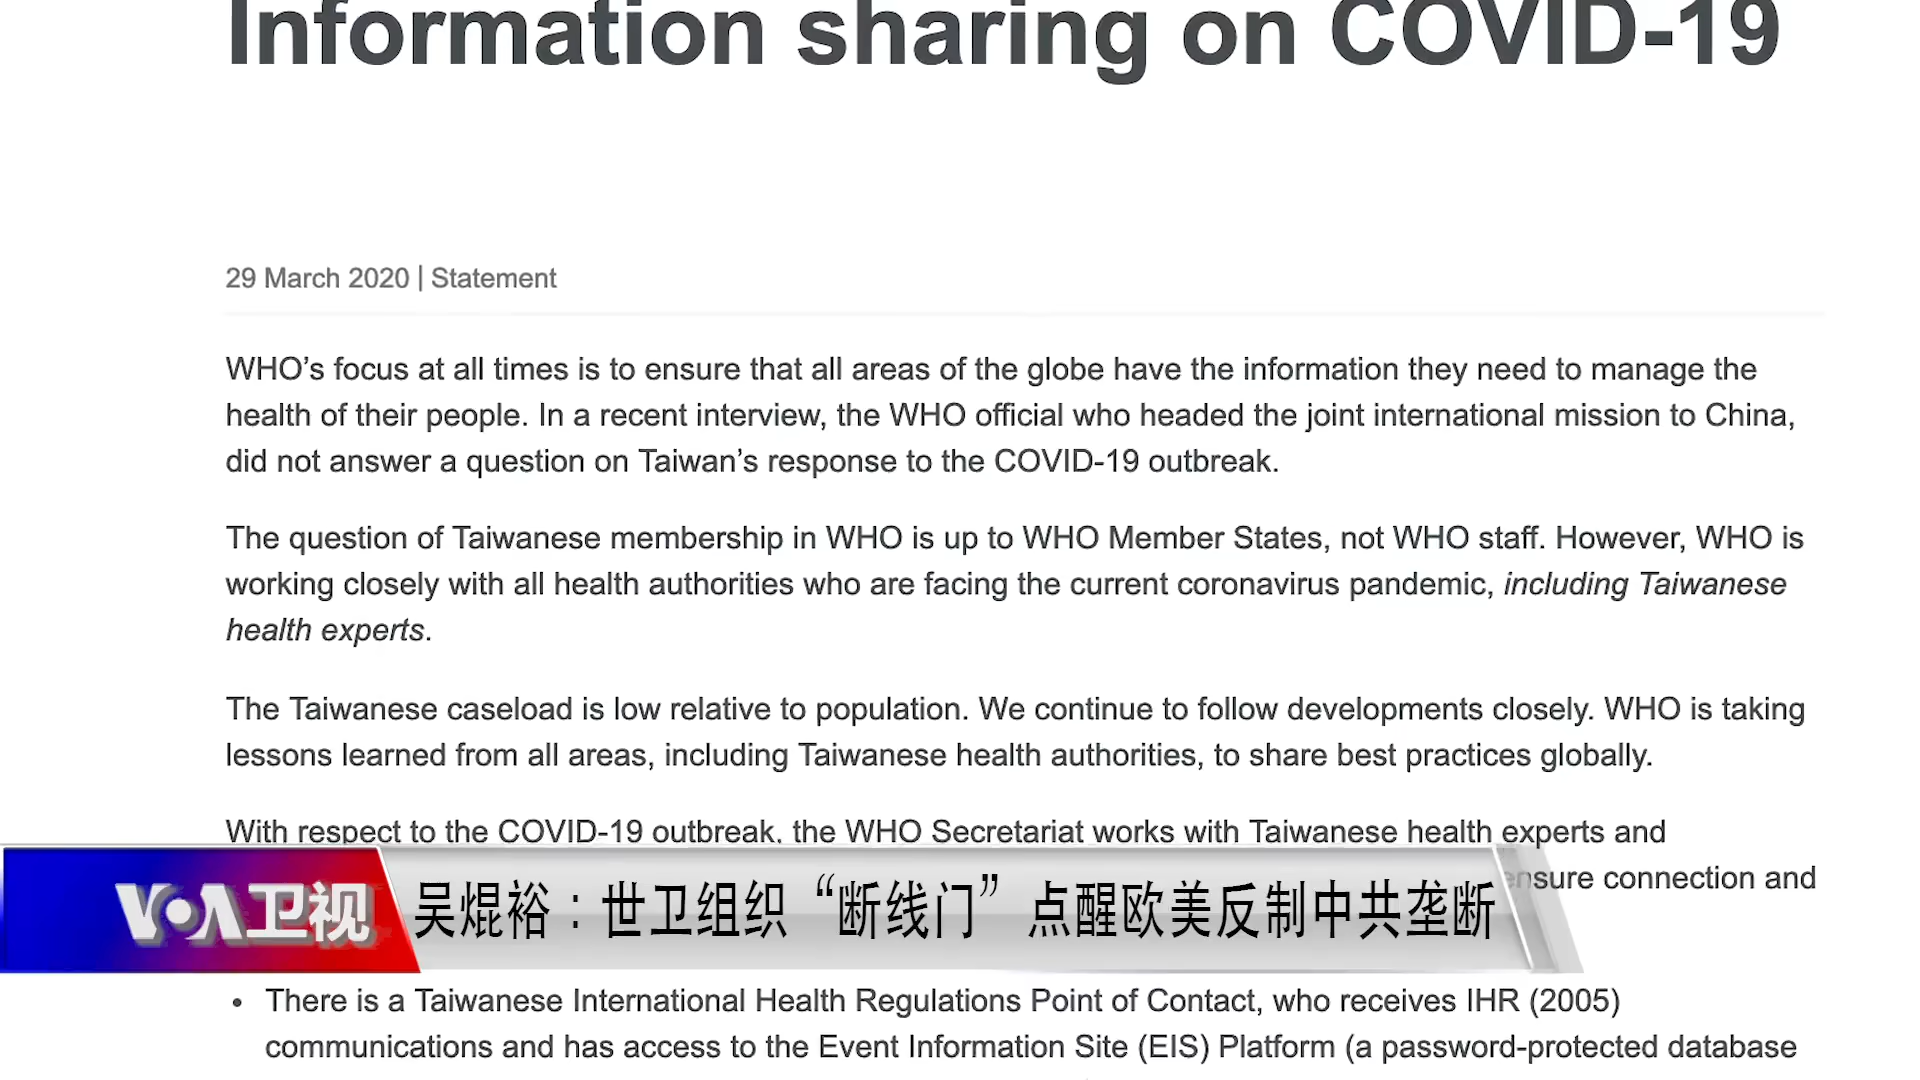 Information sharing on COVID-19
29 March 2020 | Statement
WHO’s focus at all times is to ensure that all areas of the globe have the information they need to manage the
health of their people. In a recent interview, the WHO official who headed the joint international mission to China,
did not answer a question on Taiwan’s response to the COVID-19 outbreak.
The question of Taiwanese membership in WHO is up to WHO Member States, not WHO staff. However, WHO is
working closely with all health authorities who are facing the current coronavirus pandemic, including Taiwanese
health experts.
The Taiwanese caseload is low relative to population. We continue to follow developments closely. WHO is taking
lessons learned from all areas, including Taiwanese health authorities, to share best practices globally.
With respect to the COVID-19 outbreak, the WHO Secretariat works with Taiwanese health experts and
ensure connection and
VOA卫视
吴焜裕：世卫组织“断线门”点醒欧美反制中共垄断
• There is a Taiwanese International Health Regulations Point of Contact, who receives IHR (2005)
communications and has access to the Event Information Site (EIS) Platform (a password-protected database